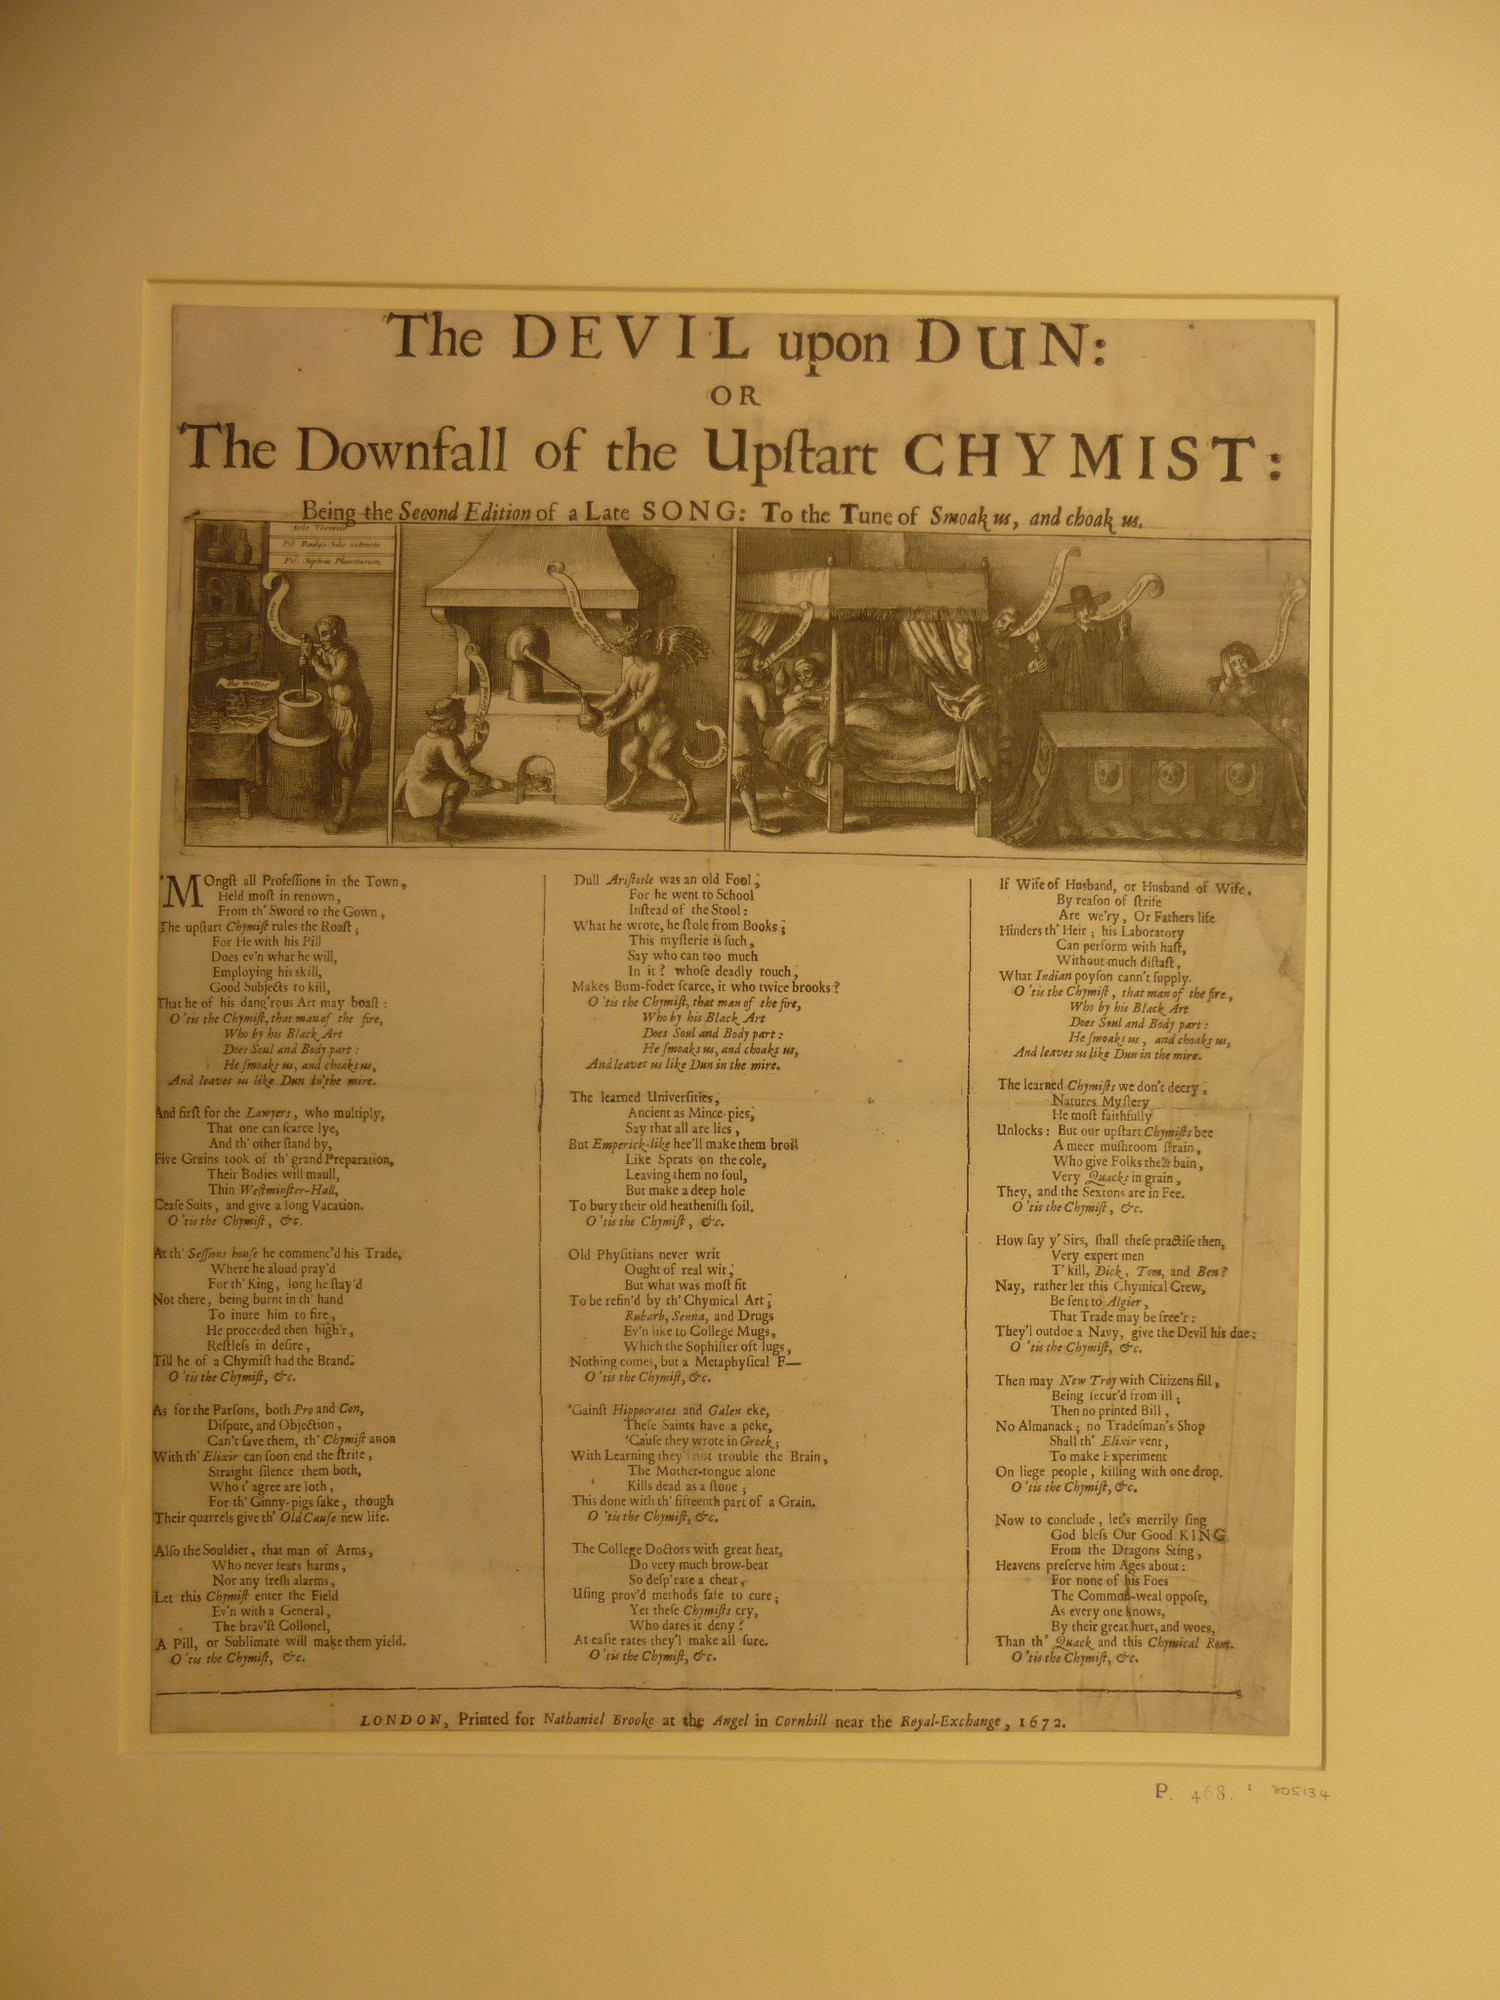 The DEVIL upon DUN:
OR
The Downfall of the Upſtart CHYMIST:
Being the Second Edition of a Late SONG: To the Tune of Smoak us, and choak us.
Pil Radys Solis extracte
Pil Septem Planetarum.
the matter
'MOngſt all Profeſſions in the Town,
Held moſt in renown,
From th' Sword to the Gown,
The upſtart Chymiſt rules the Roaſt;
For He with his Pill
Does ev'n what he will,
Employing his skill,
Good Subjects to kill,
That he of his dang'rous Art may boaſt:
O 'tis the Chymiſt, that man of the fire,
Who by his Black Art
Does Soul and Body part:
He ſmoaks us, and choaks us,
And leaves us like Dun in the mire.
And firſt for the Lawyers, who multiply,
That one can ſcarce lye,
And th' other ſtand by,
Five Grains took of th' grand Preparation,
Their Bodies will maull,
Thin Weſtminſter-Hall,
Ceaſe Suits, and give a long Vacation.
O 'tis the Chymiſt, &c.
At th' Seſſions houſe he commenc'd his Trade,
Where he aloud pray'd
For th' King, long he ſtay'd
Not there, being burnt in th' hand
To inure him to fire,
He proceeded then high'r,
Reſtleſs in deſire,
Till he of a Chymiſt had the Brand.
O 'tis the Chymiſt, &c.
As for the Parſons, both Pro and Con,
Diſpute, and Objection,
Can't ſave them, th' Chymiſt anon
With th' Elixir can ſoon end the ſtrife,
Straight ſilence them both,
Who t' agree are loth,
For th' Ginny-pigs ſake, though
Their quarrels give th' Old Cauſe new life.
Alſo the Souldier, that man of Arms,
Who never fears harms,
Nor any freſh alarms,
Let this Chymiſt enter the Field
Ev'n with a General,
The brav'ſt Collonel,
A Pill, or Sublimate will make them yield.
O 'tis the Chymiſt, &c.
Dull Ariſtotle was an old Fool,
For he went to School
Inſtead of the Stool:
What he wrote, he ſtole from Books;
This myſterie is ſuch,
Say who can too much
In it? whoſe deadly touch,
Makes Bum-foder ſcarce, it who twice brooks?
O 'tis the Chymiſt, that man of the fire,
Who by his Black Art
Does Soul and Body part:
He ſmoaks us, and choaks us,
And leaves us like Dun in the mire.
The learned Univerſities,
Ancient as Mince-pies,
Say that all are lies,
But Emperick-like hee'll make them broil
Like Sprats on the cole,
Leaving them no ſoul,
But make a deep hole
To bury their old heatheniſh ſoil.
O 'tis the Chymiſt, &c.
Old Phyſitians never writ
Ought of real wit;
But what was moſt fit
To be refin'd by th' Chymical Art;
Rubarb, Senna, and Drugs
Ev'n like to College Mugs,
Which the Sophiſter oft lugs,
Nothing comes, but a Metaphyſical F—
O 'tis the Chymiſt, &c.
'Gainſt Hippocrates and Galen eke,
Theſe Saints have a peke,
'Cauſe they wrote in Greek;
With Learning they' not trouble the Brain,
The Mother-tongue alone
Kills dead as a ſtone;
This done with th' fifteenth part of a Grain.
O 'tis the Chymiſt, &c.
The College Doctors with great heat,
Do very much brow-beat
So deſp'rate a cheat,
Uſing prov'd methods ſafe to cure;
Yet theſe Chymiſts cry,
Who dares it deny?
At eaſie rates they'l make all ſure.
O 'tis the Chymiſt, &c.
If Wife of Husband, or Husband of Wife,
By reaſon of ſtrife
Are we'ry, Or Fathers life
Hinders th' Heir; his Laboratory
Can perform with haſt,
Without much diſtaſt,
What Indian poyſon cann't ſupply.
O 'tis the Chymiſt, that man of the fire,
Who by his Black Art
Does Soul and Body part:
He ſmoaks us, and choaks us,
And leaves us like Dun in the mire.
The learned Chymiſts we don't decry,
Natures Myſtery
He moſt faithfully
Unlocks: But our upſtart Chymiſts bee
A meer muſhroom ſtrain,
Who give Folks their bain,
Very Quacks in grain,
They, and the Sextons are in Fee.
O 'tis the Chymiſt, &c.
How ſay y' Sirs, ſhall theſe practiſe then,
Very expert men
T' kill, Dick, Tom, and Ben?
Nay, rather let this Chymical Crew,
Be ſent to Algier,
That Trade may be free'r:
They'l outdoe a Navy, give the Devil his due:
O 'tis the Chymiſt, &c.
Then may New Troy with Citizens fill,
Being ſecur'd from ill;
Then no printed Bill,
No Almanack; no Tradeſman's Shop
Shall th' Elixir vent,
To make Experiment
On liege people, killing with one drop.
O 'tis the Chymiſt, &c.
Now to conclude, let's merrily ſing
God bleſs Our Good KING
From the Dragons Sting,
Heavens preſerve him Ages about:
For none of his Foes
The Common-weal oppoſe,
As every one knows,
By their great hurt, and woes,
Than th' Quack and this Chymical Rout.
O 'tis the Chymiſt, &c.
LONDON, Printed for Nathaniel Brooke at the Angel in Cornhill near the Royal-Exchange, 1672.
P. 468. 1 805134